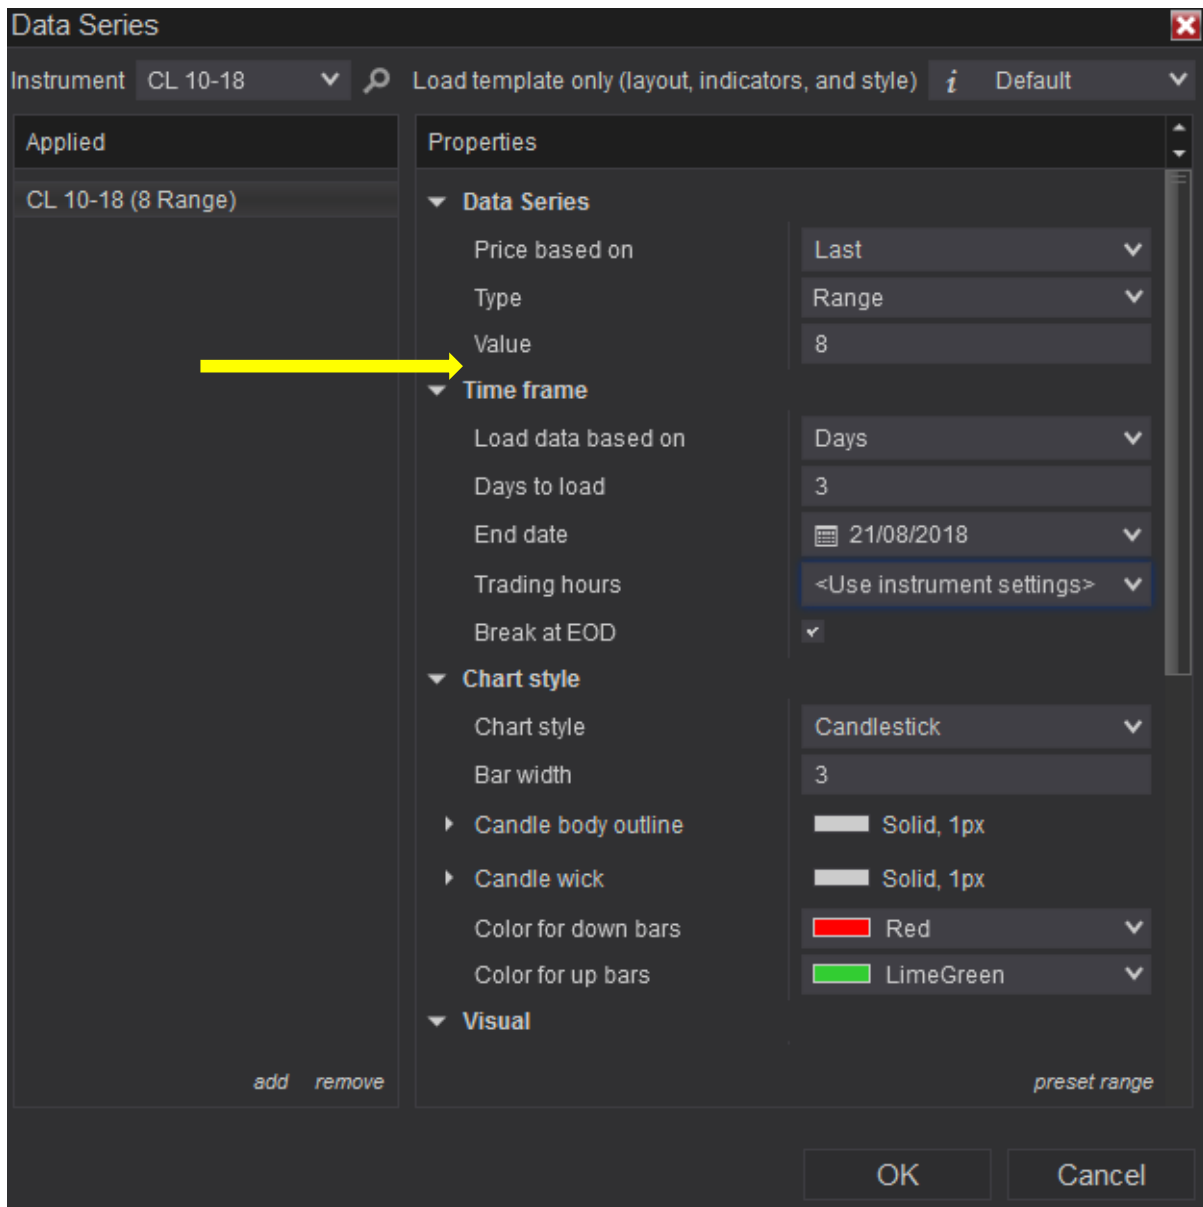 Data Series
Instrument CL 10-18 Load template only (layout, indicators, and style) i Default
Applied
Properties
CL 10-18 (8 Range)
Data Series
Price based on Last
Type Range
Value 8
Time frame
Load data based on Days
Days to load 3
End date 21/08/2018
Trading hours <Use instrument settings>
Break at EOD
Chart style
Chart style Candlestick
Bar width 3
Candle body outline Solid, 1px
Candle wick Solid, 1px
Color for down bars Red
Color for up bars LimeGreen
Visual
add remove
preset range
OK Cancel